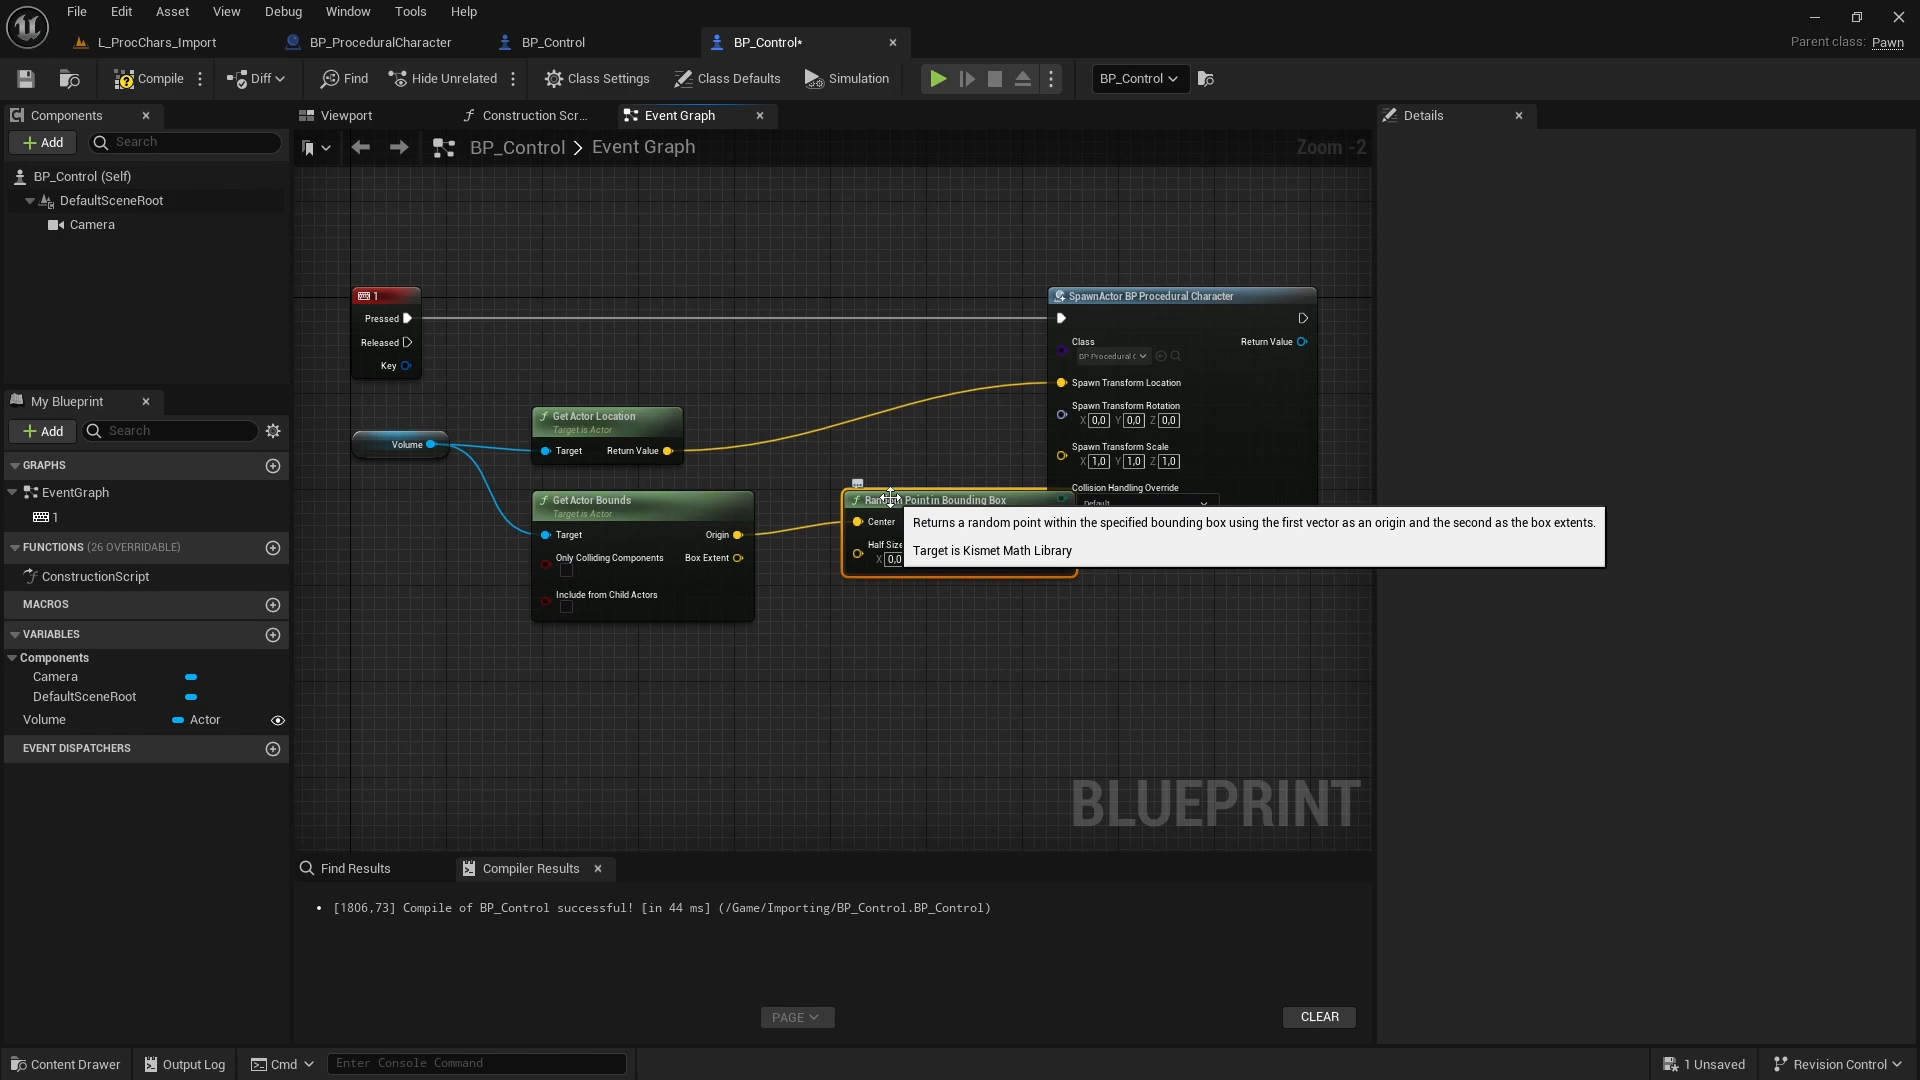 File Edit Asset View Debug Window Tools Help
L_ProcChars_Import BP_ProceduralCharacter BP_Control BP_Control*
Parent class: Pawn
Compile Diff Find Hide Unrelated Class Settings Class Defaults Simulation BP_Control
Components
Add Search
BP_Control (Self)
DefaultSceneRoot
Camera
My Blueprint
Add Search
GRAPHS
EventGraph
1
FUNCTIONS (26 OVERRIDABLE)
ConstructionScript
MACROS
VARIABLES
Components
Camera
DefaultSceneRoot
Volume Actor
EVENT DISPATCHERS
Viewport Construction Scr... Event Graph
BP_Control > Event Graph
Zoom -2
1
Pressed
Released
Key
Volume
Get Actor Location
Target is Actor
Target Return Value
Get Actor Bounds
Target is Actor
Target Origin
Only Colliding Components Box Extent
Include from Child Actors
Point in Bounding Box
Center
Half Size
X 0,0
SpawnActor BP Procedural Character
Class Return Value
BP Procedural C
Spawn Transform Location
Spawn Transform Rotation
X 0,0 Y 0,0 Z 0,0
Spawn Transform Scale
X 1,0 Y 1,0 Z 1,0
Collision Handling Override
Default
Returns a random point within the specified bounding box using the first vector as an origin and the second as the box extents.
Target is Kismet Math Library
BLUEPRINT
Details
Find Results Compiler Results
[1806,73] Compile of BP_Control successful! [in 44 ms] (/Game/Importing/BP_Control.BP_Control)
PAGE CLEAR
Content Drawer Output Log Cmd Enter Console Command 1 Unsaved Revision Control